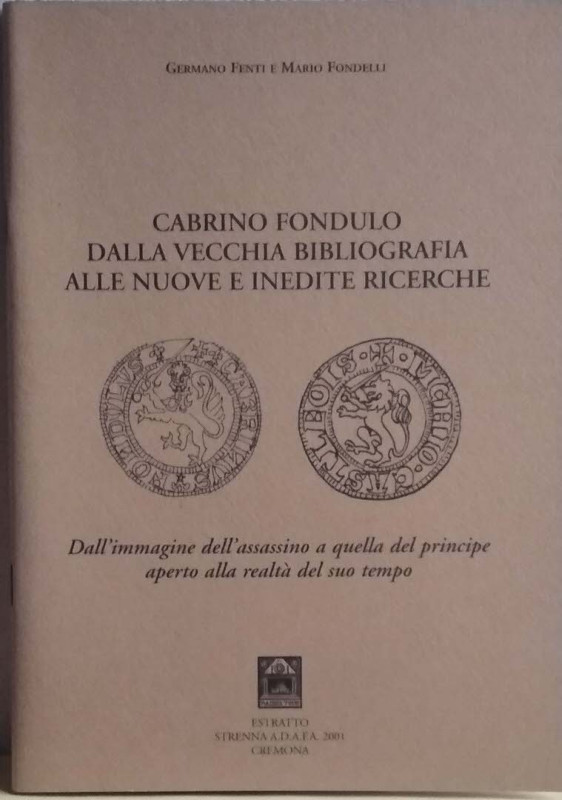 GERMANO FENTI E MARIO FONDELLI
CABRINO FONDULO
DALLA VECCHIA BIBLIOGRAFIA
ALLE NUOVE E INEDITE RICERCHE
Dall'immagine dell'assassino a quella del principe
aperto alla realtà del suo tempo
ESTRATTO
STRENNA A.D.A.F.A. 2001
CREMONA